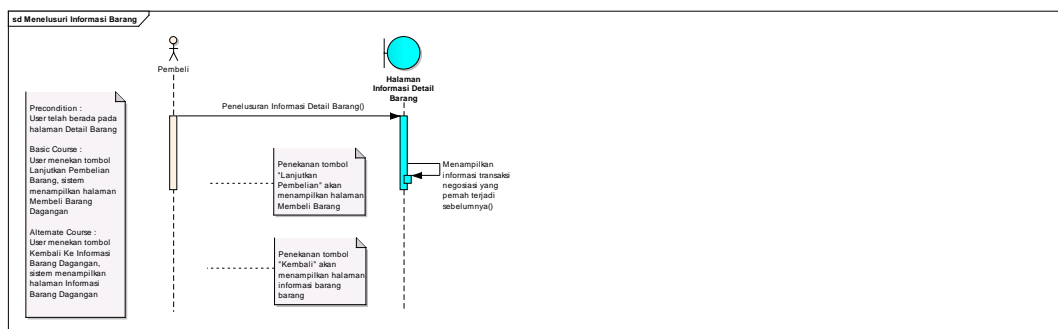 sd Menelusuri Informasi Barang
Pembeli
Halaman
Informasi Detail
Barang
Precondition :
User telah berada pada
halaman Detail Barang
Basic Course :
User menekan tombol
Lanjutkan Pembelian
Barang, sistem
menampilkan halaman
Membeli Barang
Dagangan
Alternate Course :
User menekan tombol
Kembali Ke Informasi
Barang Dagangan,
sistem menampilkan
halaman Informasi
Barang Dagangan
Penelusuran Informasi Detail Barang()
Penekanan tombol
"Lanjutkan
Pembelian" akan
menampilkan halaman
Membeli Barang
Menampilkan
informasi transaksi
negosiasi yang
pernah terjadi
sebelumnya()
Penekanan tombol
"Kembali" akan
menampilkan halaman
informasi barang
barang